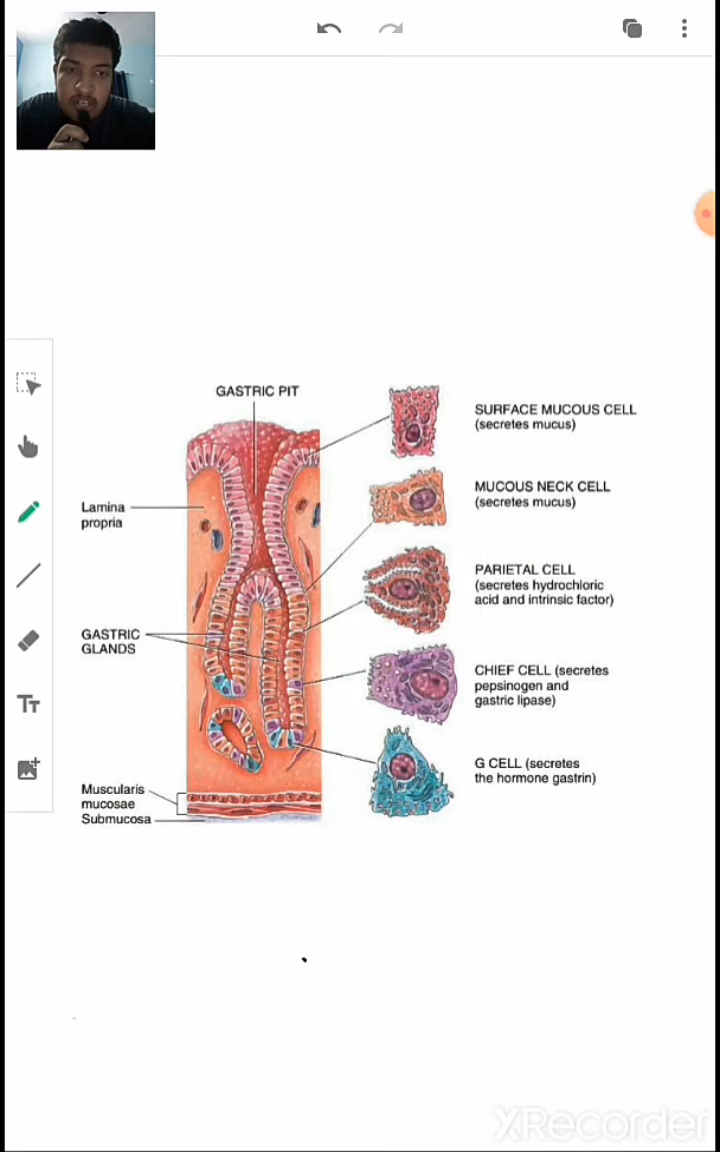 GASTRIC PIT
SURFACE MUCOUS CELL
(secretes mucus)
MUCOUS NECK CELL
(secretes mucus)
Lamina
propria
PARIETAL CELL
(secretes hydrochloric
acid and intrinsic factor)
GASTRIC
GLANDS
CHIEF CELL (secretes
pepsinogen and
gastric lipase)
G CELL (secretes
the hormone gastrin)
Muscularis
mucosae
Submucosa
TT
XRecorder